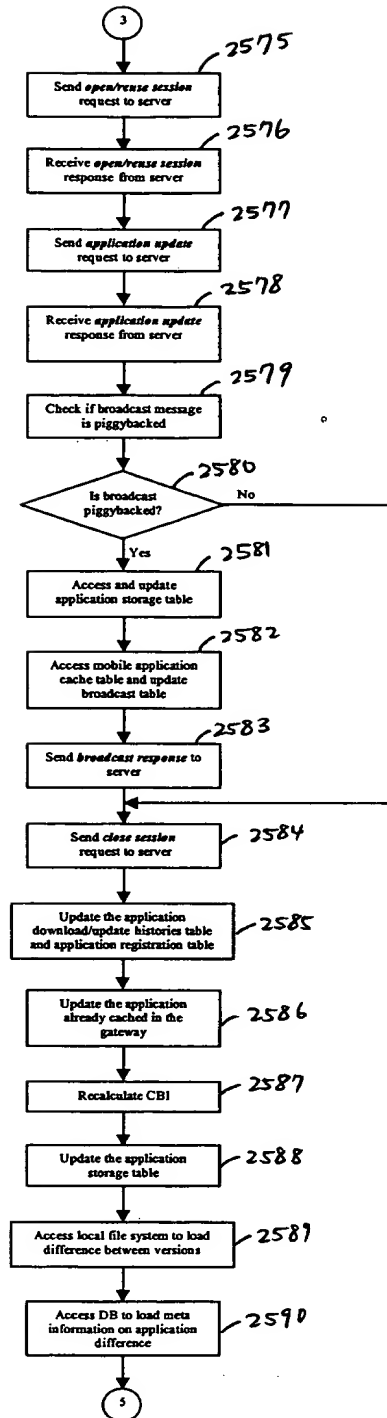 3
2575
Send open/reuse session
request to server
2576
Receive open/reuse session
response from server
2577
Send application update
request to server
2578
Receive application update
response from server
2579
Check if broadcast message
is piggybacked
2580
Is broadcast
piggybacked?
No
Yes
2581
Access and update
application storage table
2582
Access mobile application
cache table and update
broadcast table
2583
Send broadcast response to
server
2584
Send close session
request to server
2585
Update the application
download/update histories table
and application registration table
2586
Update the application
already cached in the
gateway
2587
Recalculate CBI
2588
Update the application
storage table
2589
Access local file system to load
difference between versions
2590
Access DB to load meta
information on application
difference
5